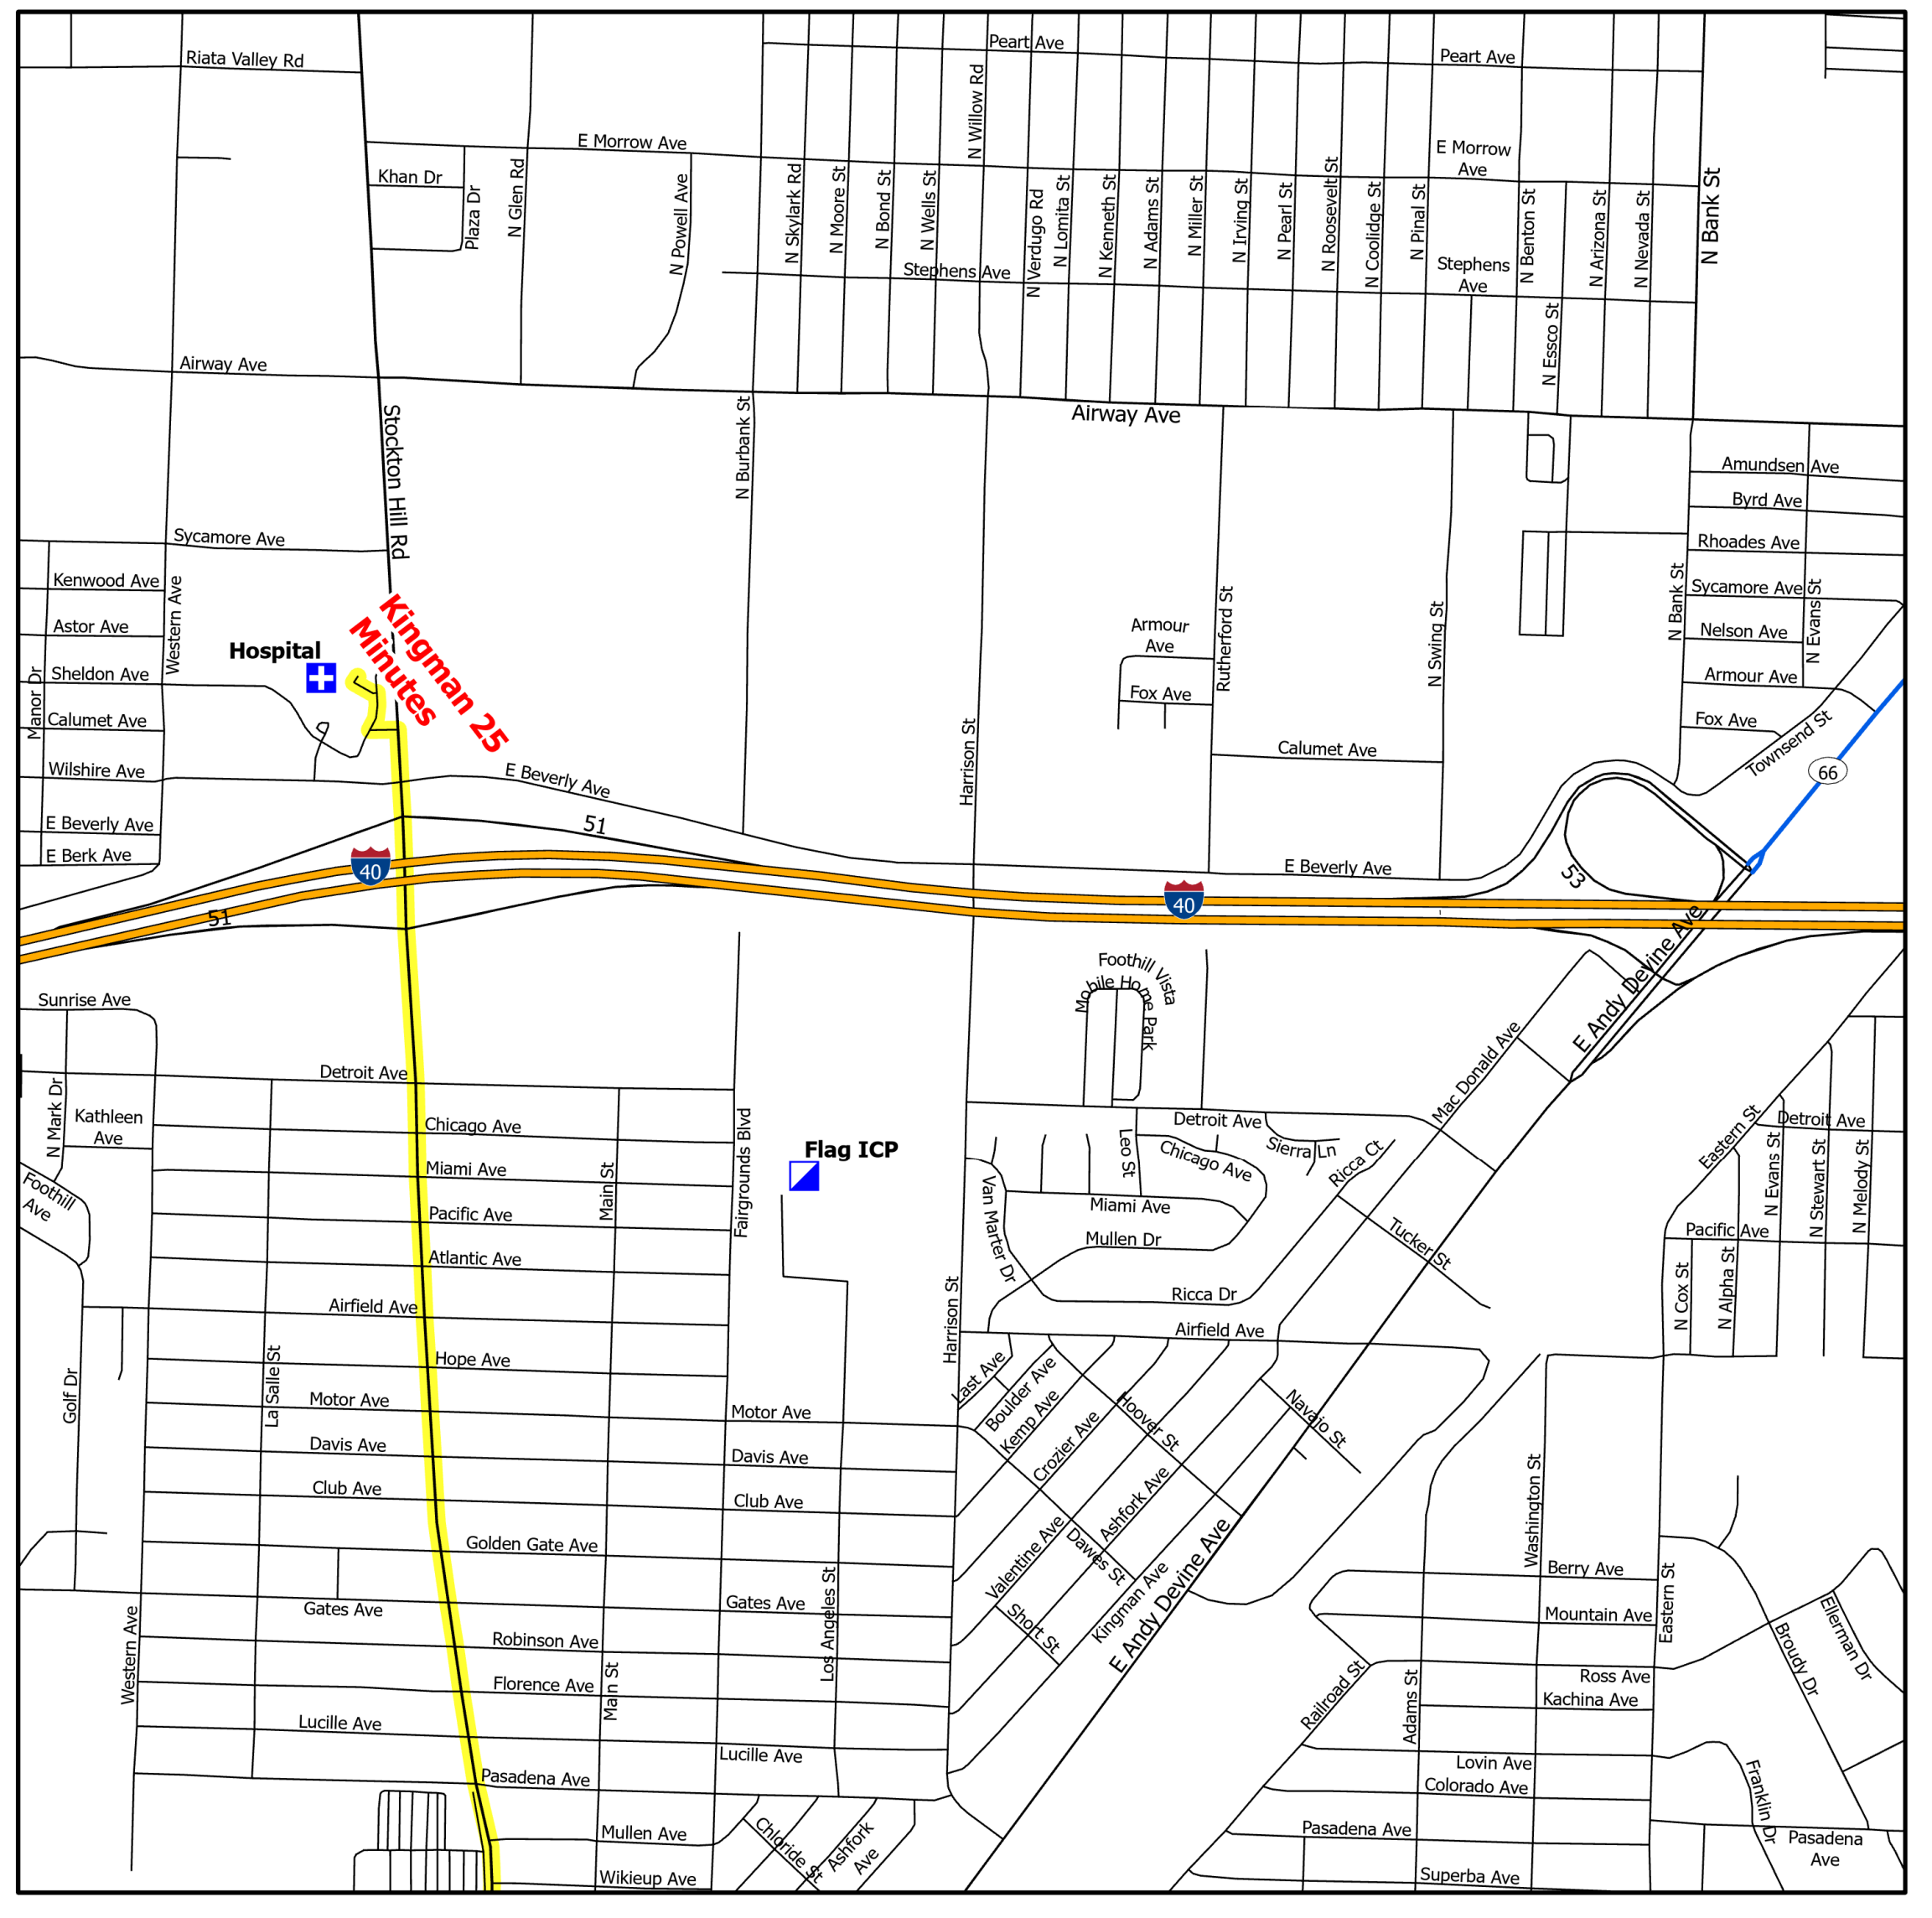 Peart Ave
Peart Ave
Riata Valley Rd
N Willow Rd
E Morrow Ave
E Morrow
Ave
Khan Dr
Plaza Dr
N Glen Rd
N Powell Ave
N Skylark Rd
N Moore St
N Bond St
N Wells St
N Verdugo Rd
N Lomita St
N Kenneth St
N Adams St
N Miller St
N Irving St
N Pearl St
N Roosevelt St
N Coolidge St
N Pinal St
N Benton St
N Arizona St
N Nevada St
N Bank St
Stephens Ave
Stephens
Ave
N Essco St
Airway Ave
Airway Ave
Stockton Hill Rd
N Burbank St
Amundsen Ave
Byrd Ave
Rhoades Ave
Sycamore Ave
Sycamore Ave
Kenwood Ave
Western Ave
Astor Ave
Sheldon Ave
Manor Dr
Calumet Ave
Wilshire Ave
E Beverly Ave
E Berk Ave
Hospital
Kingman 25
Minutes
Armour
Ave
Fox Ave
Rutherford St
N Swing St
N Bank St
N Evans St
Nelson Ave
Armour Ave
Fox Ave
Townsend St
66
Harrison St
Calumet Ave
E Beverly Ave
E Beverly Ave
51
40
51
40
53
E Andy Devine Ave
Foothill Vista
Mobile Home Park
Sunrise Ave
N Mark Dr
Kathleen
Ave
Foothill
Ave
Detroit Ave
Chicago Ave
Miami Ave
Main St
Pacific Ave
Atlantic Ave
Airfield Ave
Hope Ave
La Salle St
Golf Dr
Motor Ave
Davis Ave
Club Ave
Golden Gate Ave
Gates Ave
Robinson Ave
Florence Ave
Lucille Ave
Pasadena Ave
Western Ave
Main St
Mullen Ave
Wikieup Ave
Fairgrounds Blvd
Flag ICP
Motor Ave
Davis Ave
Club Ave
Gates Ave
Los Angeles St
Lucille Ave
Chloride St
Ashfork
Ave
Harrison St
Detroit Ave
Leo St
Chicago Ave
Sierra Ln
Ricca Ct
Mac Donald Ave
Miami Ave
Van Marter Dr
Mullen Dr
Ricca Dr
Tucker St
Airfield Ave
Last Ave
Boulder Ave
Kemp Ave
Crozier Ave
Hoover St
Navajo St
Ashfork Ave
Valentine Ave
Dawes St
Short St
Kingman Ave
E Andy Devine Ave
Eastern St
Detroit Ave
N Evans St
N Stewart St
N Melody St
Pacific Ave
N Cox St
N Alpha St
Washington St
Berry Ave
Mountain Ave
Eastern St
Ross Ave
Kachina Ave
Railroad St
Adams St
Lovin Ave
Colorado Ave
Pasadena Ave
Superba Ave
Broudy Dr
Ellerman Dr
Franklin Dr
Pasadena
Ave